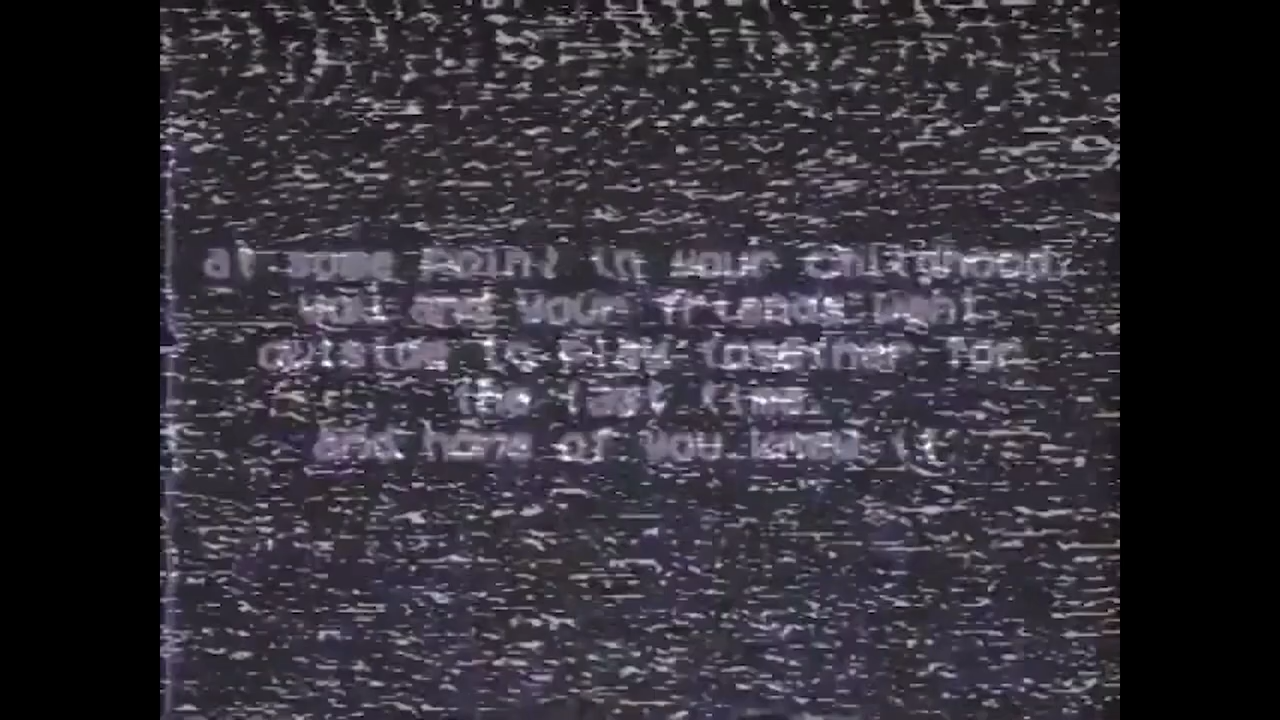 at some point in your childhood,
you and your friends went
outside to play together for
the last time.
and none of you knew it